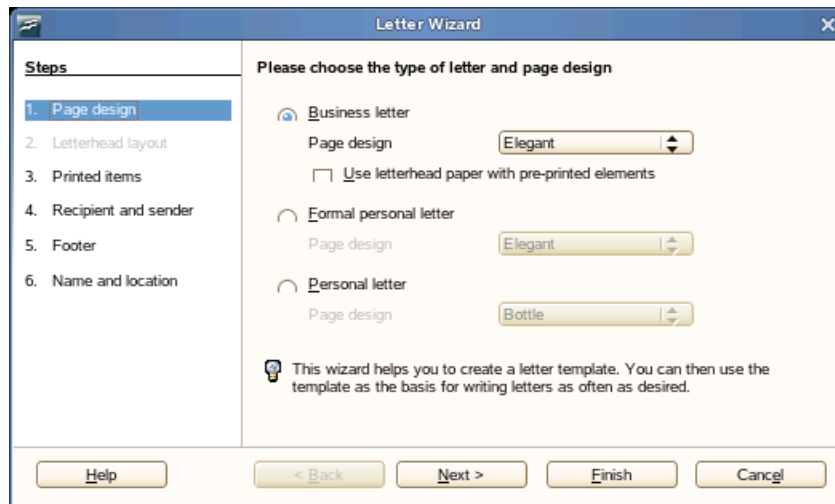 Letter Wizard
Steps
1. Page design
2. Letterhead layout
3. Printed items
4. Recipient and sender
5. Footer
6. Name and location
Please choose the type of letter and page design
Business letter
Page design Elegant
Use letterhead paper with pre-printed elements
Formal personal letter
Page design Elegant
Personal letter
Page design Bottle
This wizard helps you to create a letter template. You can then use the
template as the basis for writing letters as often as desired.
Help < Back Next > Finish Cancel